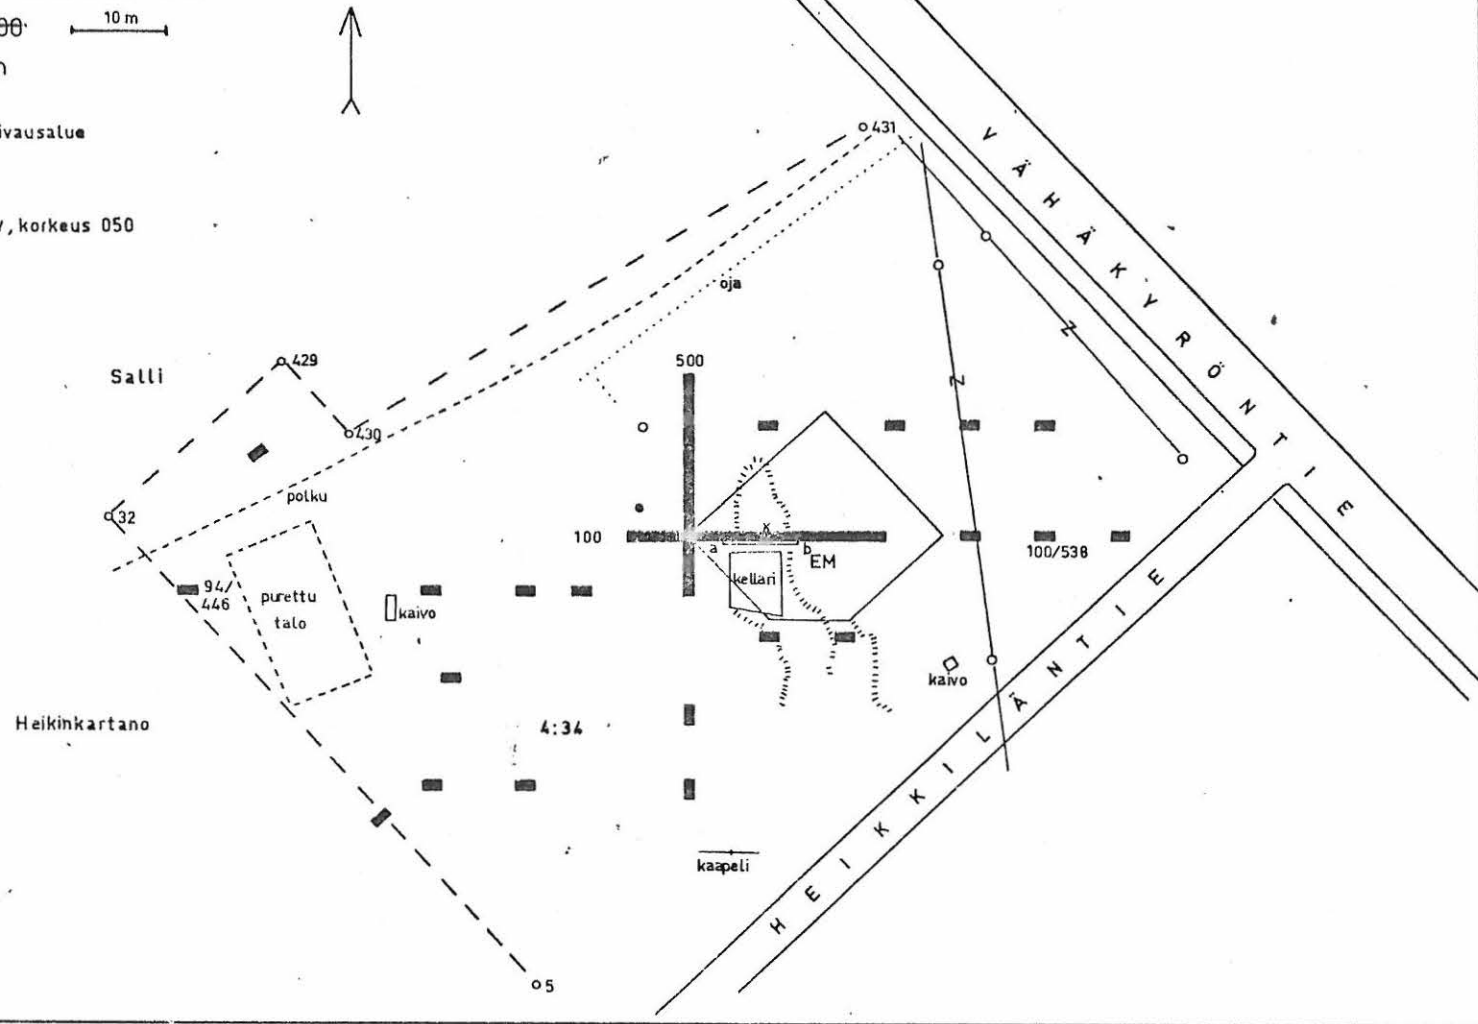 10 m
ivausalue
, korkeus 050
431
VÄHÄKYRÖNTIE
oja
500
Salli
429
430
polku
32
100
x
a
b
EM
kellari
100/538
94/
446
purettu
talo
kaivo
kaivo
Z
Z
HEIKKILÄNTIE
Heikinkartano
4:34
kaapeli
5